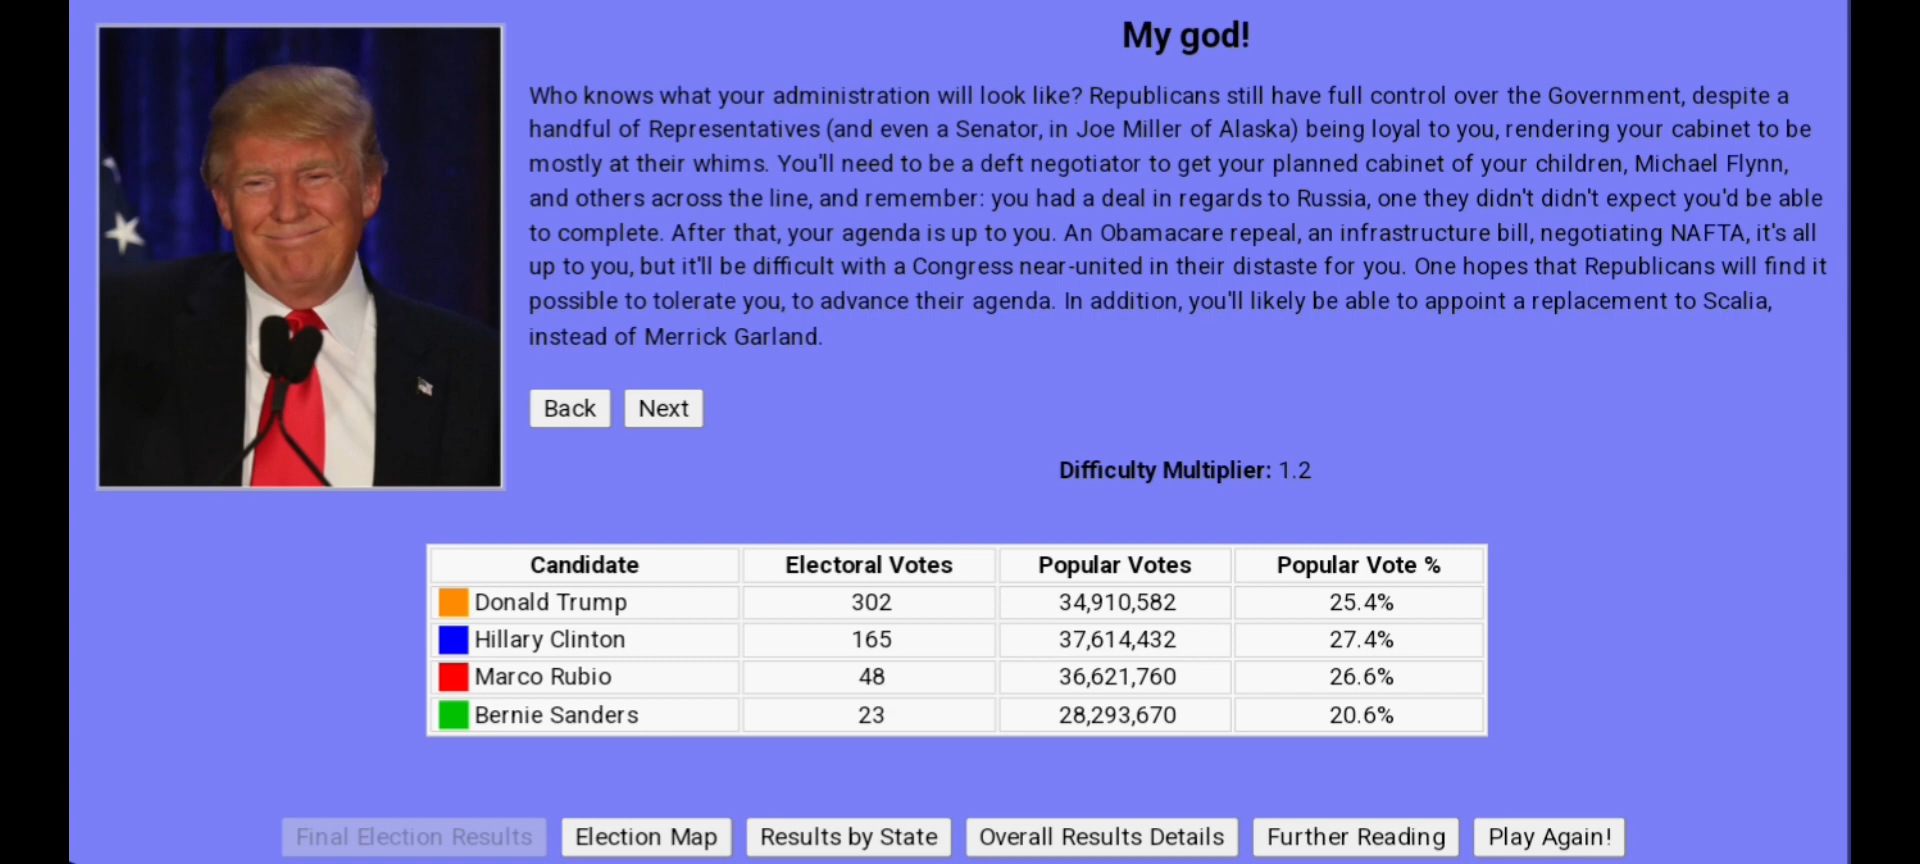 My god!
Who knows what your administration will look like? Republicans still have full control over the Government, despite a
handful of Representatives (and even a Senator, in Joe Miller of Alaska) being loyal to you, rendering your cabinet to be
mostly at their whims. You'll need to be a deft negotiator to get your planned cabinet of your children, Michael Flynn,
and others across the line, and remember: you had a deal in regards to Russia, one they didn't didn't expect you'd be able
to complete. After that, your agenda is up to you. An Obamacare repeal, an infrastructure bill, negotiating NAFTA, it's all
up to you, but it'll be difficult with a Congress near-united in their distaste for you. One hopes that Republicans will find it
possible to tolerate you, to advance their agenda. In addition, you'll likely be able to appoint a replacement to Scalia,
instead of Merrick Garland.
Back Next
Difficulty Multiplier: 1.2
Candidate Electoral Votes Popular Votes Popular Vote %
Donald Trump 302 34,910,582 25.4%
Hillary Clinton 165 37,614,432 27.4%
Marco Rubio 48 36,621,760 26.6%
Bernie Sanders 23 28,293,670 20.6%
Final Election Results Election Map Results by State Overall Results Details Further Reading Play Again!